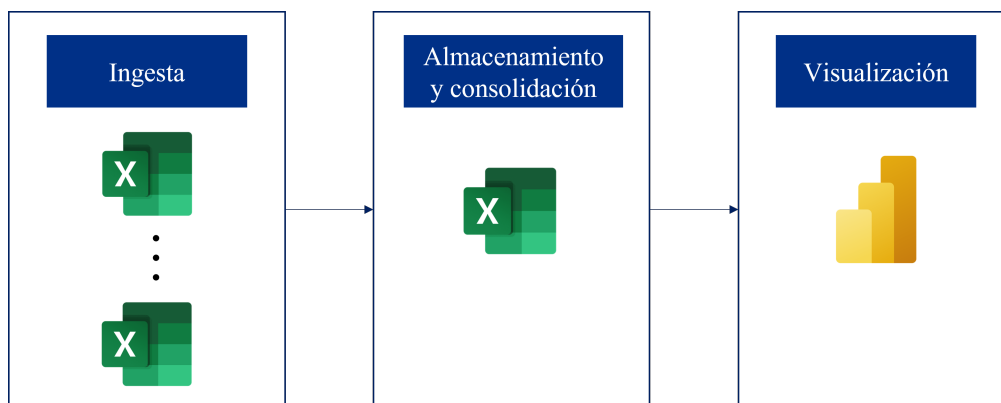 Ingesta
Almacenamiento
y consolidación
Visualización
X
X
X